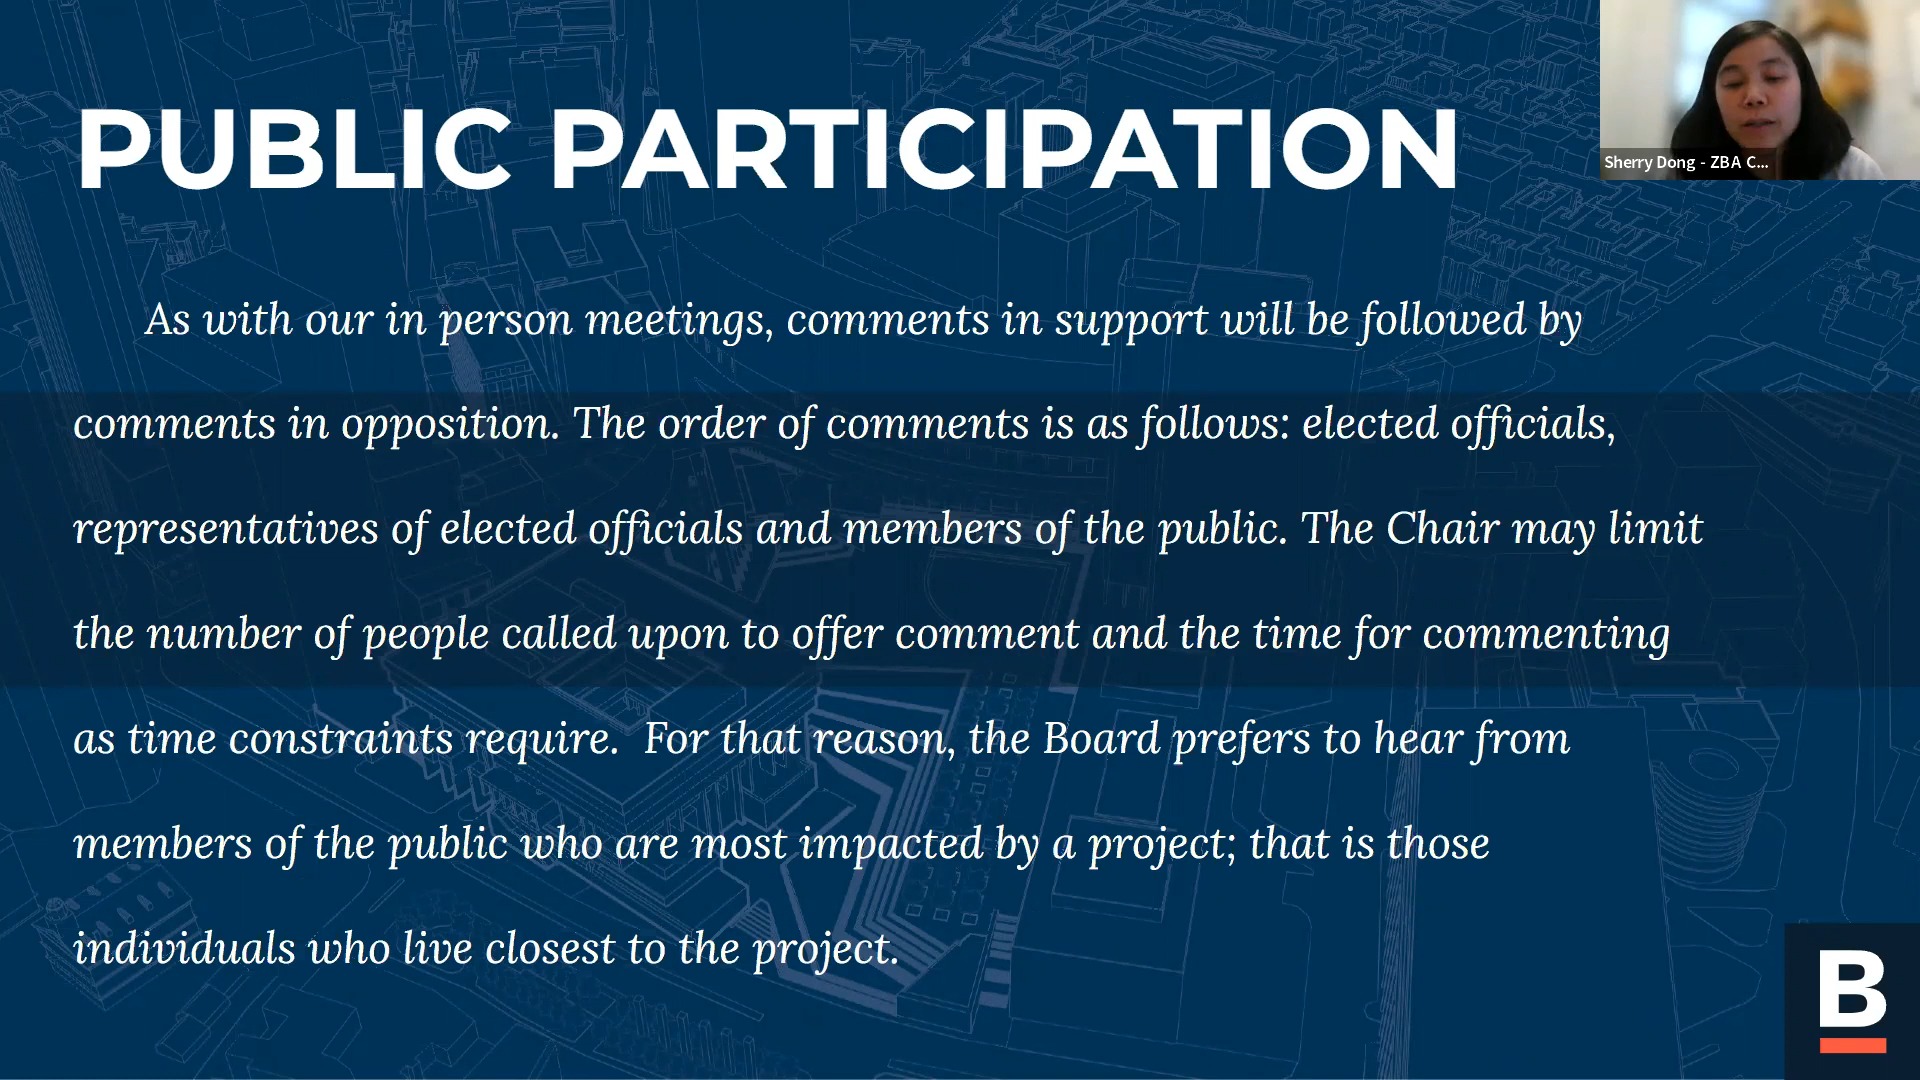 PUBLIC PARTICIPATION
Sherry Dong - ZBA C...
As with our in person meetings, comments in support will be followed by
comments in opposition. The order of comments is as follows: elected officials,
representatives of elected officials and members of the public. The Chair may limit
the number of people called upon to offer comment and the time for commenting
as time constraints require.  For that reason, the Board prefers to hear from
members of the public who are most impacted by a project; that is those
individuals who live closest to the project.
B